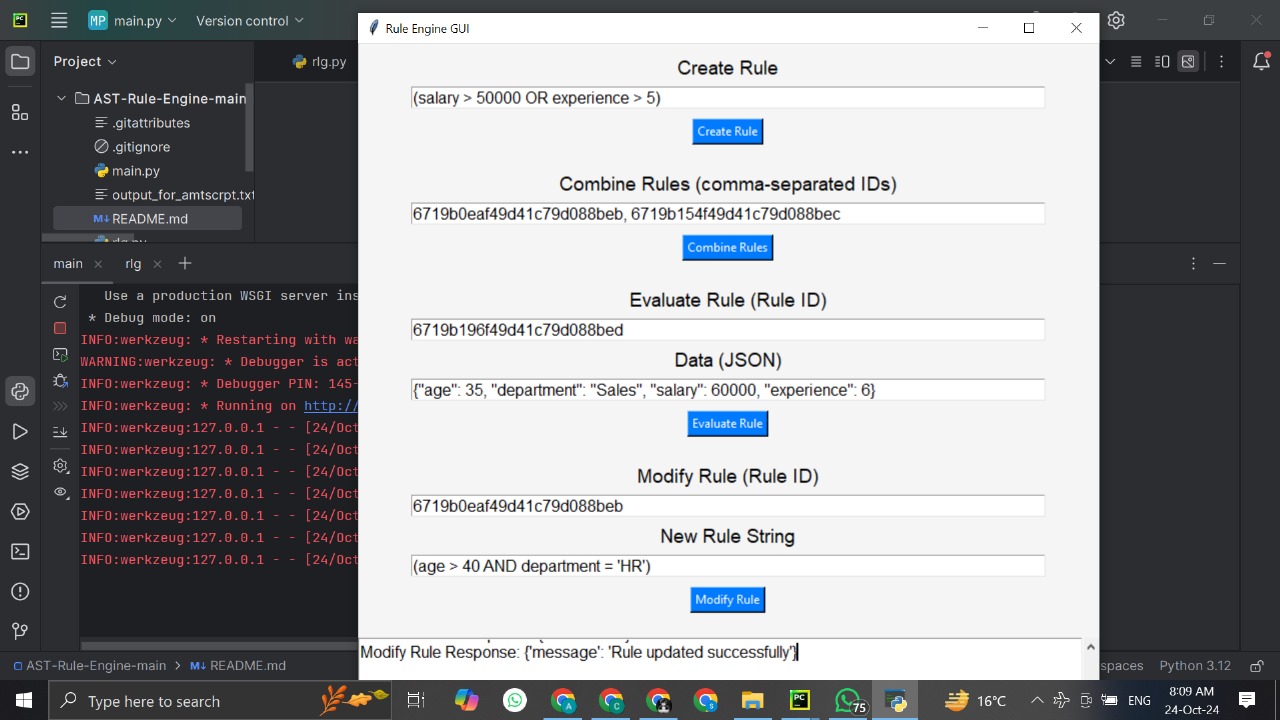 PC
MP main.py
Version control
Rule Engine GUI
Project
rlg.py
AST-Rule-Engine-main
.gitattributes
.gitignore
main.py
output_for_amtscrpt.txt
M↓ README.md
rlg.py
main
rlg
Use a production WSGI server ins
* Debug mode: on
INFO:werkzeug: * Restarting with wa
WARNING:werkzeug: * Debugger is act
INFO:werkzeug: * Debugger PIN: 145-
INFO:werkzeug: * Running on http://
INFO:werkzeug:127.0.0.1 - - [24/Oct
INFO:werkzeug:127.0.0.1 - - [24/Oct
INFO:werkzeug:127.0.0.1 - - [24/Oct
INFO:werkzeug:127.0.0.1 - - [24/Oct
INFO:werkzeug:127.0.0.1 - - [24/Oct
INFO:werkzeug:127.0.0.1 - - [24/Oct
INFO:werkzeug:127.0.0.1 - - [24/Oct
Create Rule
(salary > 50000 OR experience > 5)
Create Rule
Combine Rules (comma-separated IDs)
6719b0eaf49d41c79d088beb, 6719b154f49d41c79d088bec
Combine Rules
Evaluate Rule (Rule ID)
6719b196f49d41c79d088bed
Data (JSON)
{"age": 35, "department": "Sales", "salary": 60000, "experience": 6}
Evaluate Rule
Modify Rule (Rule ID)
6719b0eaf49d41c79d088beb
New Rule String
(age > 40 AND department = 'HR')
Modify Rule
Modify Rule Response: {'message': 'Rule updated successfully'}
AST-Rule-Engine-main > M↓ README.md
spaces Python 3.12
Type here to search
A
C
S
PC
75
16°C
ENG
8:09 AM
24-Oct-24